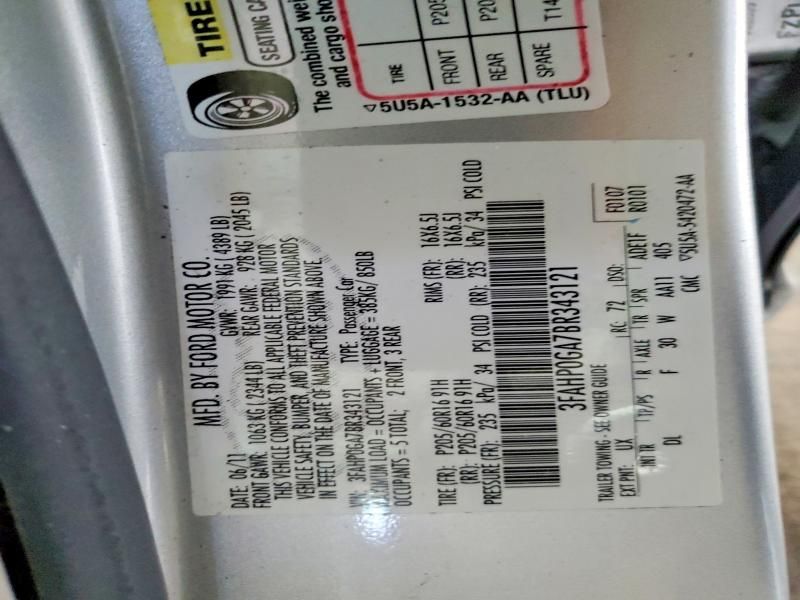 TIRE
SEATING CA
The combined wei
and cargo shou
TIRE
FRONT P205
REAR P20
SPARE T14
5U5A-1532-AA (TLU)
MFD. BY FORD MOTOR CO.
DATE: 06/11 GVWR: 1991 KG ( 4389 LB)
FRONT GAWR: 1063 KG ( 2344 LB) REAR GAWR: 928 KG ( 2045 LB)
THIS VEHICLE CONFORMS TO ALL APPLICABLE FEDERAL MOTOR
VEHICLE SAFETY, BUMPER, AND THEFT PREVENTION STANDARDS
IN EFFECT ON THE DATE OF MANUFACTURE SHOWN ABOVE.
VIN: 3FAHP0GA7BR343121 TYPE: Passenger Car
MAXIMUM LOAD = OCCUPANTS + LUGGAGE = 385KG/ 850LB
OCCUPANTS = 5 TOTAL; 2 FRONT, 3 REAR
TIRE (FR): P205/60R16 91H RIMS (FR): 16X6.5J
(RR): P205/60R16 91H (RR): 16X6.5J
PRESSURE (FR): 235 kPa/ 34 PSI COLD (RR): 235 kPa/ 34 PSI COLD
3FAHP0GA7BR343121
TRAILER TOWING - SEE OWNER GUIDE F0107
EXT PNT: UX RC: 72 DSO: R0101
INT TR TP/PS R AXLE TR SPR ADETF
DL F 30 W AA11 4D5
CMC 5U5A-5420472-AA